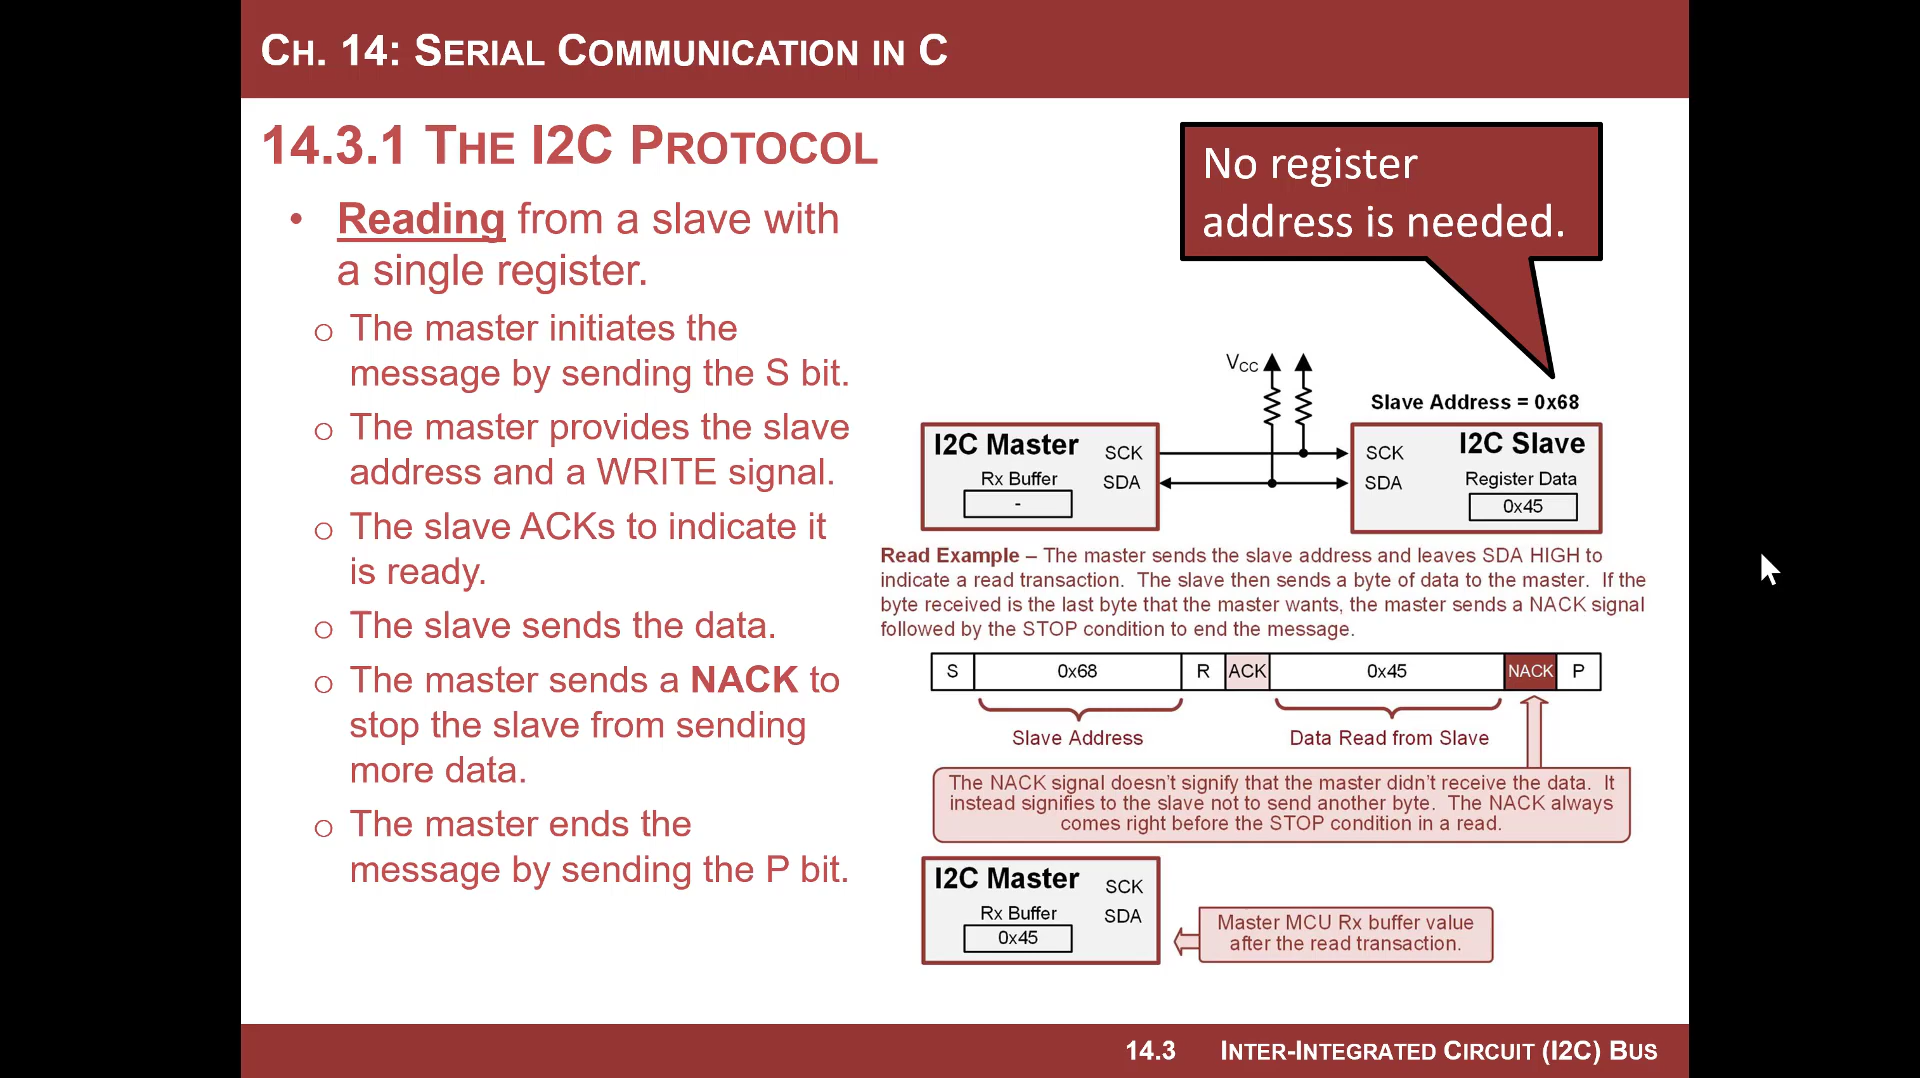 CH. 14: SERIAL COMMUNICATION IN C
14.3.1 THE I2C PROTOCOL
• Reading from a slave with
a single register.
o The master initiates the
message by sending the S bit.
o The master provides the slave
address and a WRITE signal.
o The slave ACKs to indicate it
is ready.
o The slave sends the data.
o The master sends a NACK to
stop the slave from sending
more data.
o The master ends the
message by sending the P bit.
No register
address is needed.
VCC
Slave Address = 0x68
I2C Master
SCK
Rx Buffer
SDA
-
SCK
I2C Slave
SDA
Register Data
0x45
Read Example – The master sends the slave address and leaves SDA HIGH to
indicate a read transaction. The slave then sends a byte of data to the master. If the
byte received is the last byte that the master wants, the master sends a NACK signal
followed by the STOP condition to end the message.
S 0x68 R ACK 0x45 NACK P
Slave Address
Data Read from Slave
The NACK signal doesn't signify that the master didn't receive the data. It
instead signifies to the slave not to send another byte. The NACK always
comes right before the STOP condition in a read.
I2C Master
SCK
Rx Buffer
SDA
0x45
Master MCU Rx buffer value
after the read transaction.
14.3 INTER-INTEGRATED CIRCUIT (I2C) BUS